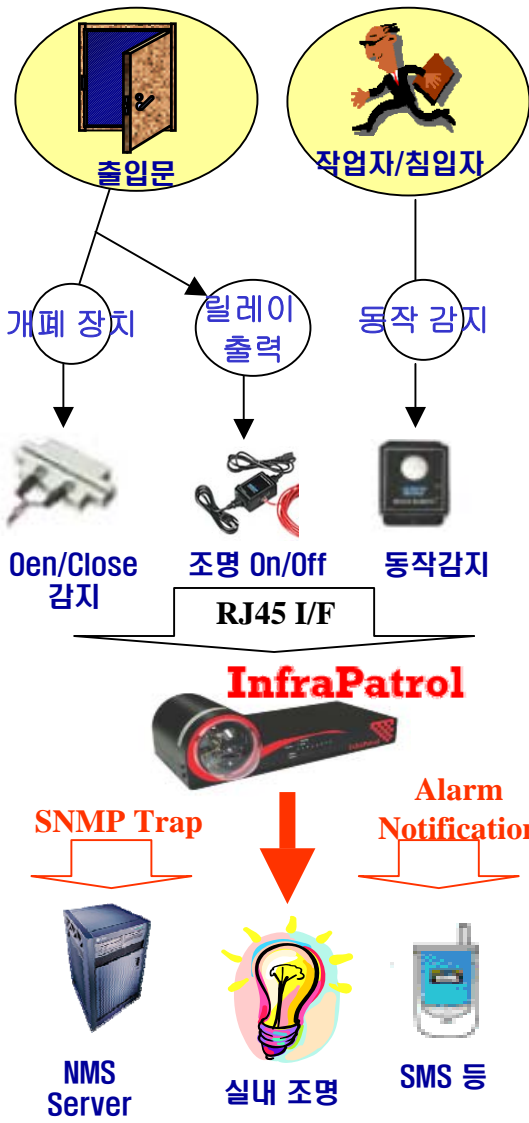 출입문
작업자/침입자
개폐 장치
릴레이
출력
동작 감지
Oen/Close
감지
조명 On/Off
동작감지
RJ45 I/F
InfraPatrol
SNMP Trap
Alarm
Notification
NMS
Server
실내 조명
SMS 등